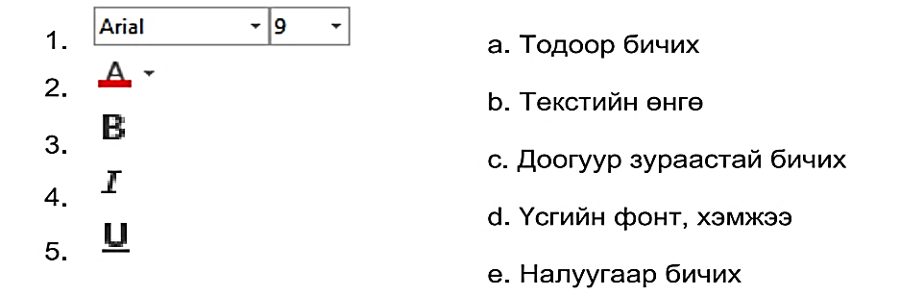 1. Arial 9
2. A
3. B
4. I
5. U
a. Тодоор бичих
b. Текстийн өнгө
c. Доогуур зураастай бичих
d. Үсгийн фонт, хэмжээ
e. Налуугаар бичих